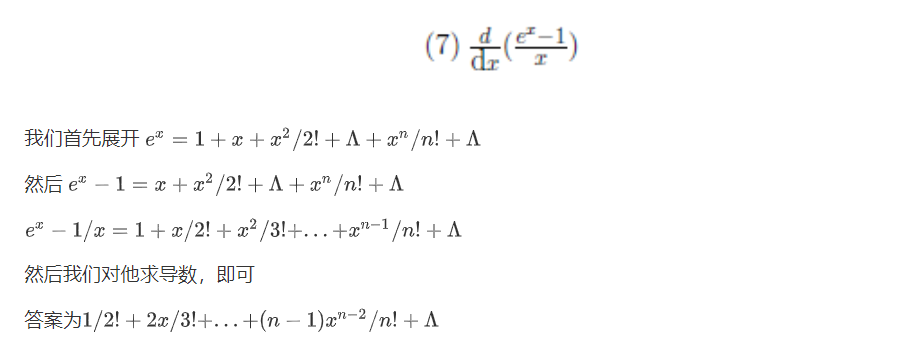 (7) \frac{d}{dx}(\frac{e^x-1}{x})
我们首先展开 e^x = 1 + x + x^2/2! + Λ + x^n/n! + Λ
然后 e^x − 1 = x + x^2/2! + Λ + x^n/n! + Λ
e^x − 1/x = 1 + x/2! + x^2/3!+...+x^{n−1}/n! + Λ
然后我们对他求导数，即可
答案为1/2! + 2x/3!+...+(n − 1)x^{n−2}/n! + Λ